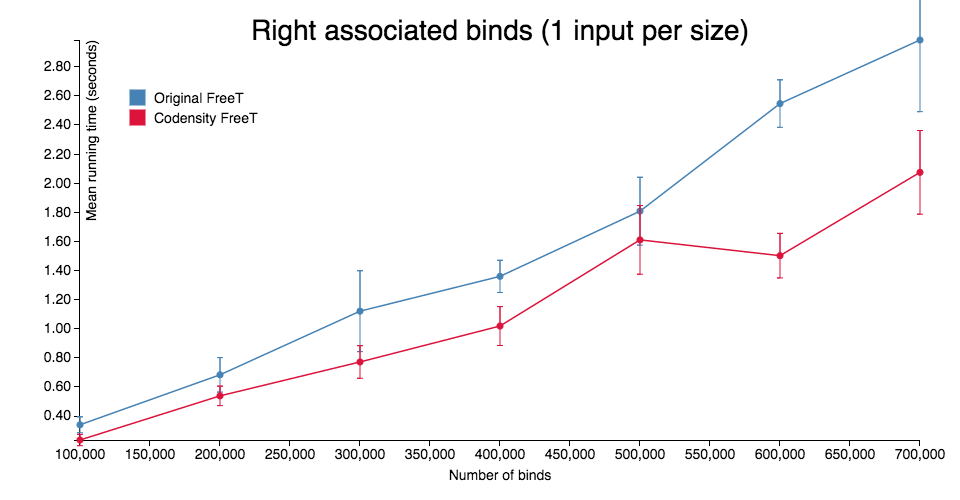 Right associated binds (1 input per size)
Mean running time (seconds)
2.80
2.60
2.40
2.20
2.00
1.80
1.60
1.40
1.20
1.00
0.80
0.60
0.40
Original FreeT
Codensity FreeT
100,000 150,000 200,000 250,000 300,000 350,000 400,000 450,000 500,000 550,000 600,000 650,000 700,000
Number of binds